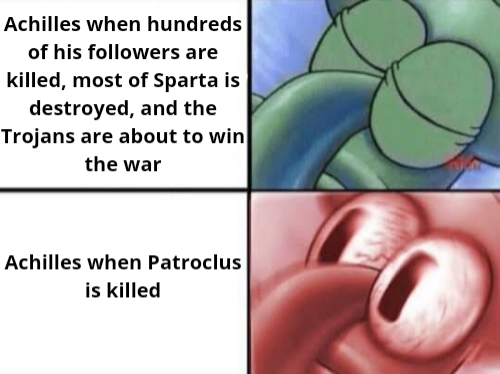 Achilles when hundreds
of his followers are
killed, most of Sparta is
destroyed, and the
Trojans are about to win
the war
Achilles when Patroclus
is killed